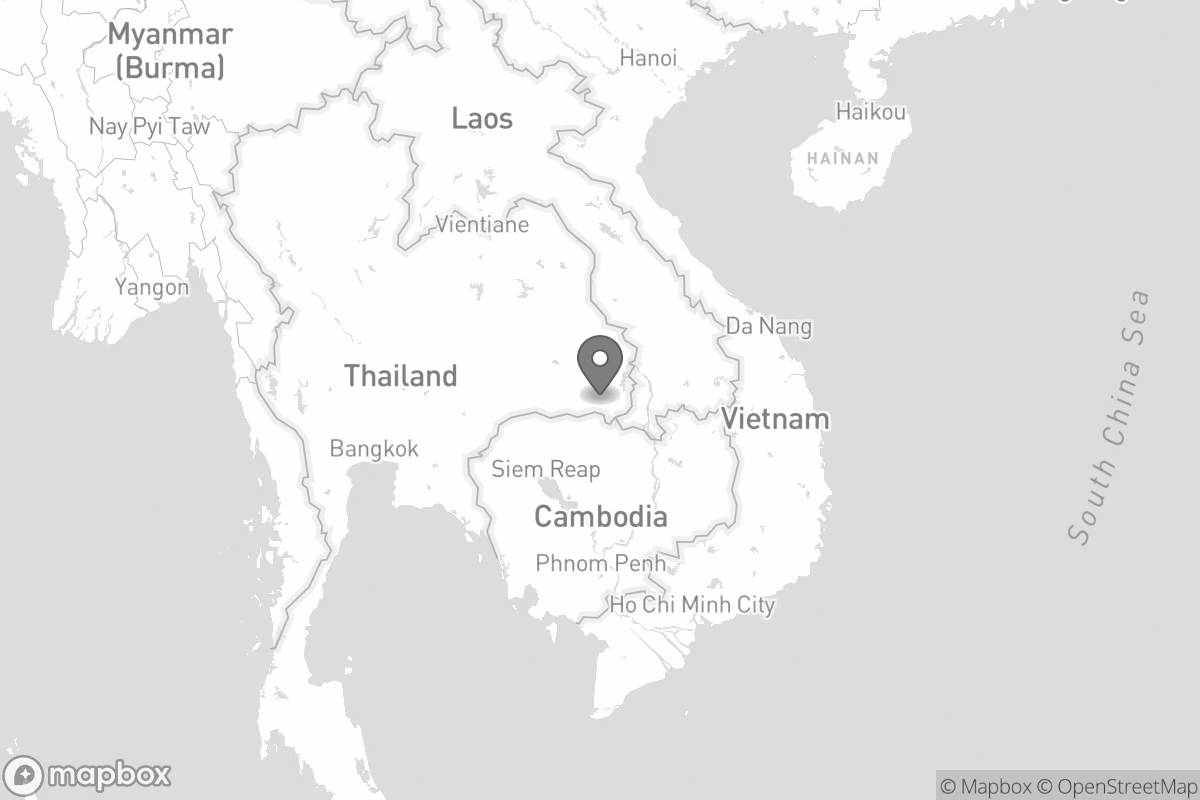 Myanmar
(Burma)
Hanoi
Laos
Haikou
Nay Pyi Taw
HAINAN
Vientiane
Yangon
Da Nang
South China Sea
Thailand
Vietnam
Bangkok
Siem Reap
Cambodia
Phnom Penh
Ho Chi Minh City
mapbox
© Mapbox © OpenStreetMap